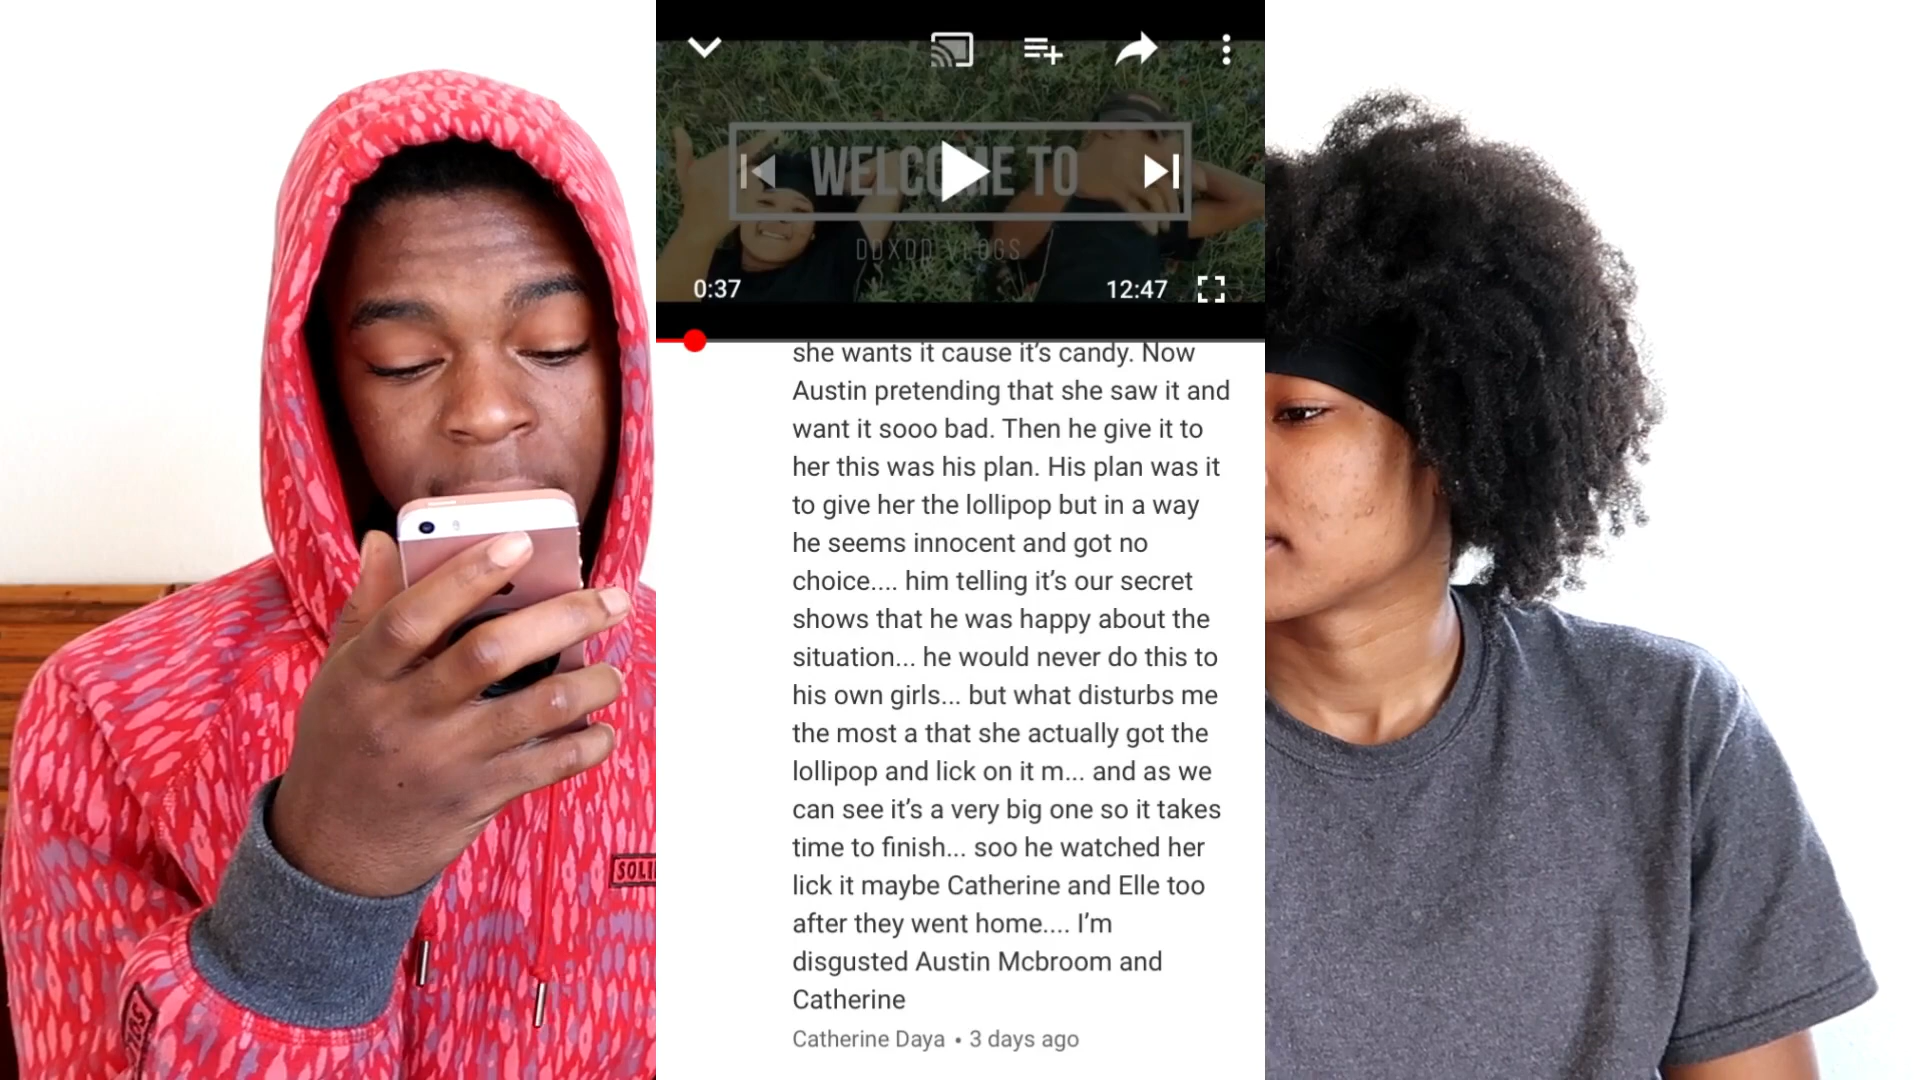 WELCOME TO
DDXDD VLOGS
0:37
12:47
she wants it cause it's candy. Now
Austin pretending that she saw it and
want it sooo bad. Then he give it to
her this was his plan. His plan was it
to give her the lollipop but in a way
he seems innocent and got no
choice.... him telling it's our secret
shows that he was happy about the
situation... he would never do this to
his own girls... but what disturbs me
the most a that she actually got the
lollipop and lick on it m... and as we
can see it's a very big one so it takes
time to finish... soo he watched her
lick it maybe Catherine and Elle too
after they went home.... I'm
disgusted Austin Mcbroom and
Catherine
Catherine Daya • 3 days ago